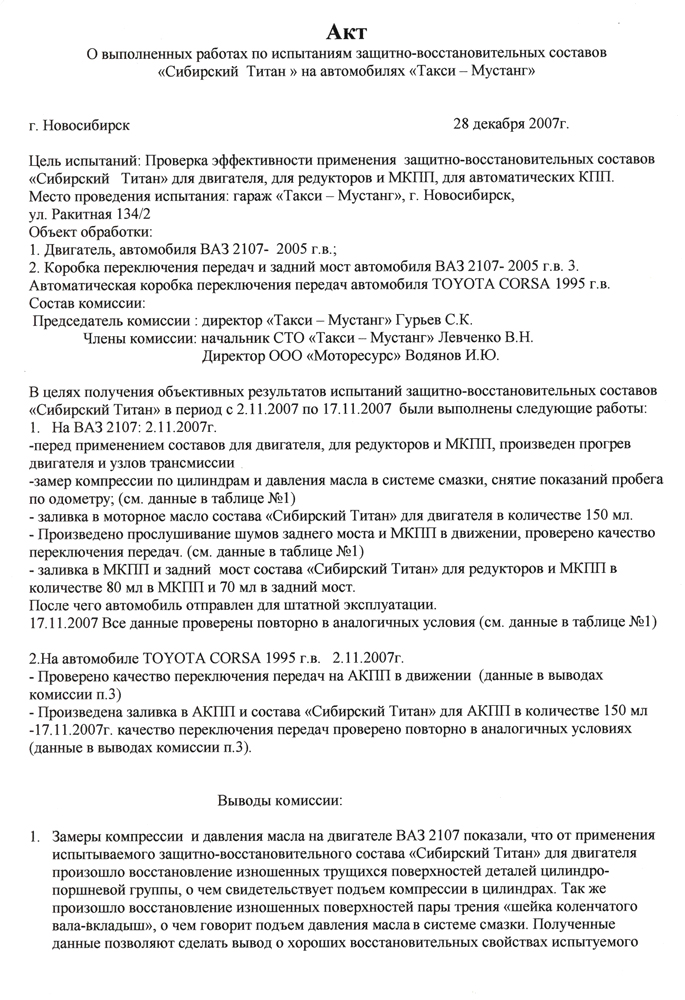 Акт
О выполненных работах по испытаниям защитно-восстановительных составов
«Сибирский Титан » на автомобилях «Такси – Мустанг»
г. Новосибирск 28 декабря 2007г.
Цель испытаний: Проверка эффективности применения защитно-восстановительных составов
«Сибирский Титан» для двигателя, для редукторов и МКПП, для автоматических КПП.
Место проведения испытания: гараж «Такси – Мустанг», г. Новосибирск,
ул. Ракитная 134/2
Объект обработки:
1. Двигатель, автомобиля ВАЗ 2107- 2005 г.в.;
2. Коробка переключения передач и задний мост автомобиля ВАЗ 2107- 2005 г.в. 3.
Автоматическая коробка переключения передач автомобиля TOYOTA CORSA 1995 г.в.
Состав комиссии:
Председатель комиссии : директор «Такси – Мустанг» Гурьев С.К.
Члены комиссии: начальник СТО «Такси – Мустанг» Левченко В.Н.
Директор ООО «Моторесурс» Водянов И.Ю.
В целях получения объективных результатов испытаний защитно-восстановительных составов
«Сибирский Титан» в период с 2.11.2007 по 17.11.2007 были выполнены следующие работы:
1. На ВАЗ 2107: 2.11.2007г.
-перед применением составов для двигателя, для редукторов и МКПП, произведен прогрев
двигателя и узлов трансмиссии
-замер компрессии по цилиндрам и давления масла в системе смазки, снятие показаний пробега
по одометру; (см. данные в таблице №1)
- заливка в моторное масло состава «Сибирский Титан» для двигателя в количестве 150 мл.
- Произведено прослушивание шумов заднего моста и МКПП в движении, проверено качество
переключения передач. (см. данные в таблице №1)
- заливка в МКПП и задний мост состава «Сибирский Титан» для редукторов и МКПП в
количестве 80 мл в МКПП и 70 мл в задний мост.
После чего автомобиль отправлен для штатной эксплуатации.
17.11.2007 Все данные проверены повторно в аналогичных условия (см. данные в таблице №1)
2.На автомобиле TOYOTA CORSA 1995 г.в. 2.11.2007г.
- Проверено качество переключения передач на АКПП в движении (данные в выводах
комиссии п.3)
- Произведена заливка в АКПП и состава «Сибирский Титан» для АКПП в количестве 150 мл
-17.11.2007г. качество переключения передач проверено повторно в аналогичных условиях
(данные в выводах комиссии п.3).
Выводы комиссии:
1. Замеры компрессии и давления масла на двигателе ВАЗ 2107 показали, что от применения
испытываемого защитно-восстановительного состава «Сибирский Титан» для двигателя
произошло восстановление изношенных трущихся поверхностей деталей цилиндро-
поршневой группы, о чем свидетельствует подъем компрессии в цилиндрах. Так же
произошло восстановление изношенных поверхностей пары трения «шейка коленчатого
вала-вкладыш», о чем говорит подъем давления масла в системе смазки. Полученные
данные позволяют сделать вывод о хороших восстановительных свойствах испытуемого